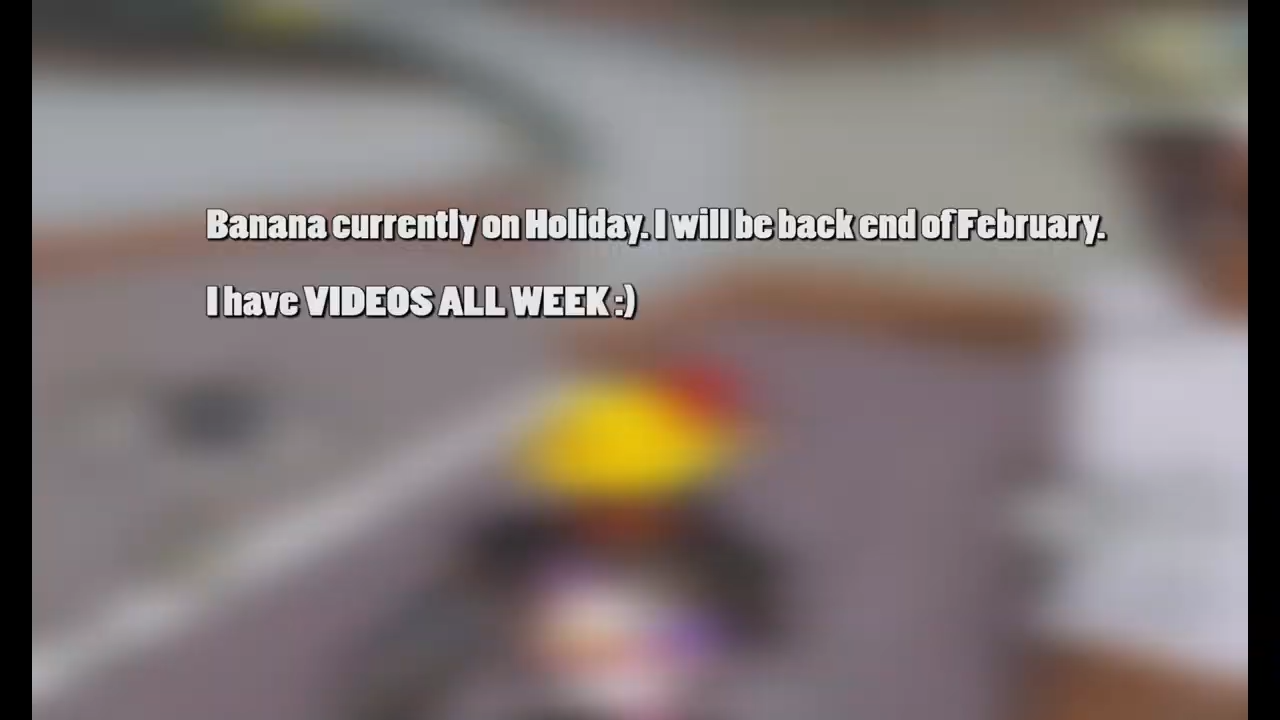 Banana currently on Holiday. I will be back end of February.
I have VIDEOS ALL WEEK :)